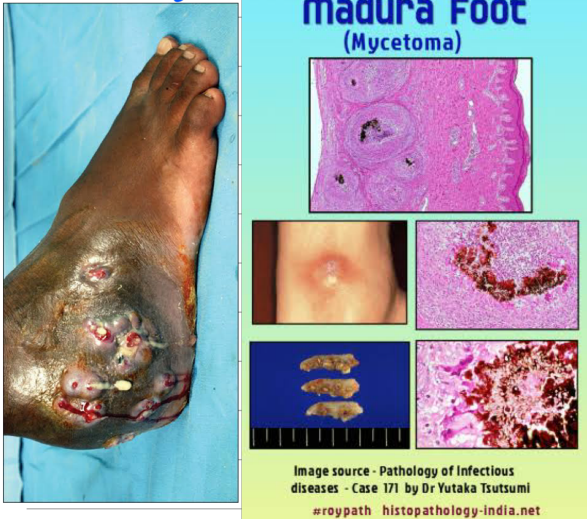 Madura Foot
(Mycetoma)
Image source - Pathology of Infectious
diseases - Case 171 by Dr Yutaka Tsutsumi
#roypath histopathology-india.net